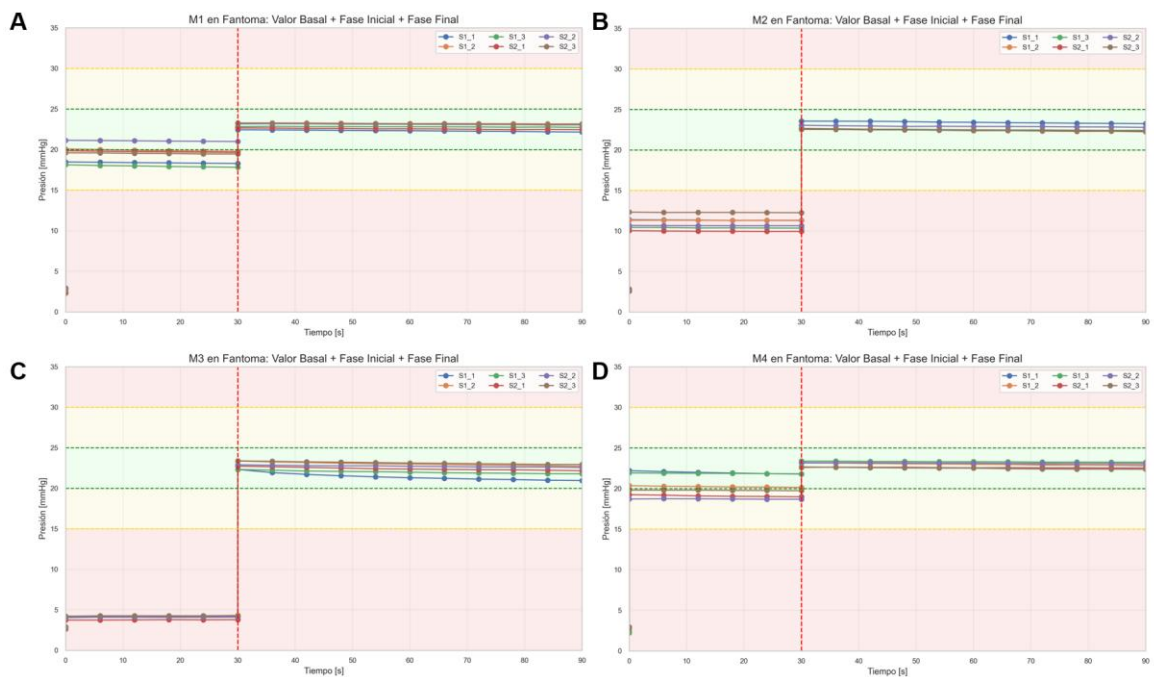 A
M1 en Fantoma: Valor Basal + Fase Inicial + Fase Final
S1_1 S1_3 S2_2
S1_2 S2_1 S2_3
35
30
25
20
15
10
5
0
Presión [mmHg]
0 10 20 30 40 50 60 70 80 90
Tiempo [s]
B
M2 en Fantoma: Valor Basal + Fase Inicial + Fase Final
S1_1 S1_3 S2_2
S1_2 S2_1 S2_3
35
30
25
20
15
10
5
0
Presión [mmHg]
0 10 20 30 40 50 60 70 80 90
Tiempo [s]
C
M3 en Fantoma: Valor Basal + Fase Inicial + Fase Final
S1_1 S1_3 S2_2
S1_2 S2_1 S2_3
35
30
25
20
15
10
5
0
Presión [mmHg]
0 10 20 30 40 50 60 70 80 90
Tiempo [s]
D
M4 en Fantoma: Valor Basal + Fase Inicial + Fase Final
S1_1 S1_3 S2_2
S1_2 S2_1 S2_3
35
30
25
20
15
10
5
0
Presión [mmHg]
0 10 20 30 40 50 60 70 80 90
Tiempo [s]